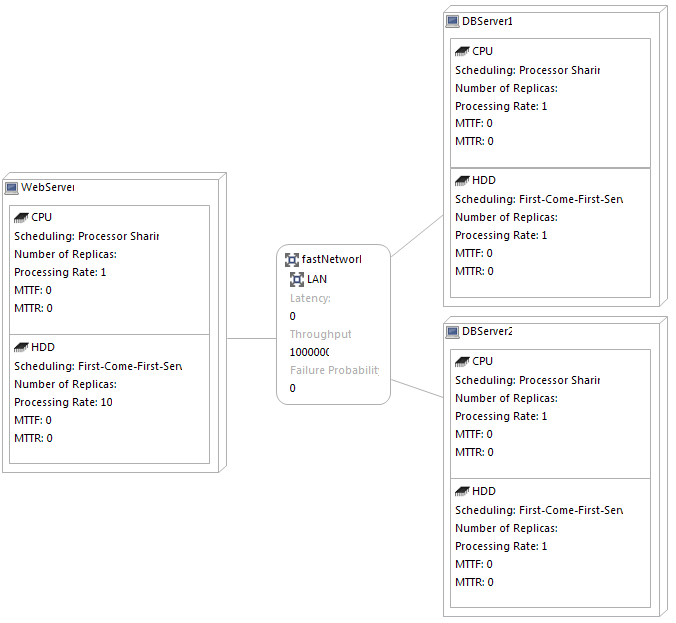 WebServer
CPU
Scheduling: Processor Sharir
Number of Replicas:
Processing Rate: 1
MTTF: 0
MTTR: 0
HDD
Scheduling: First-Come-First-Serv
Number of Replicas:
Processing Rate: 10
MTTF: 0
MTTR: 0
fastNetworl
LAN
Latency:
0
Throughput
1000000
Failure Probability
0
DBServer1
CPU
Scheduling: Processor Sharir
Number of Replicas:
Processing Rate: 1
MTTF: 0
MTTR: 0
HDD
Scheduling: First-Come-First-Serv
Number of Replicas:
Processing Rate: 1
MTTF: 0
MTTR: 0
DBServer2
CPU
Scheduling: Processor Sharir
Number of Replicas:
Processing Rate: 1
MTTF: 0
MTTR: 0
HDD
Scheduling: First-Come-First-Serv
Number of Replicas:
Processing Rate: 1
MTTF: 0
MTTR: 0